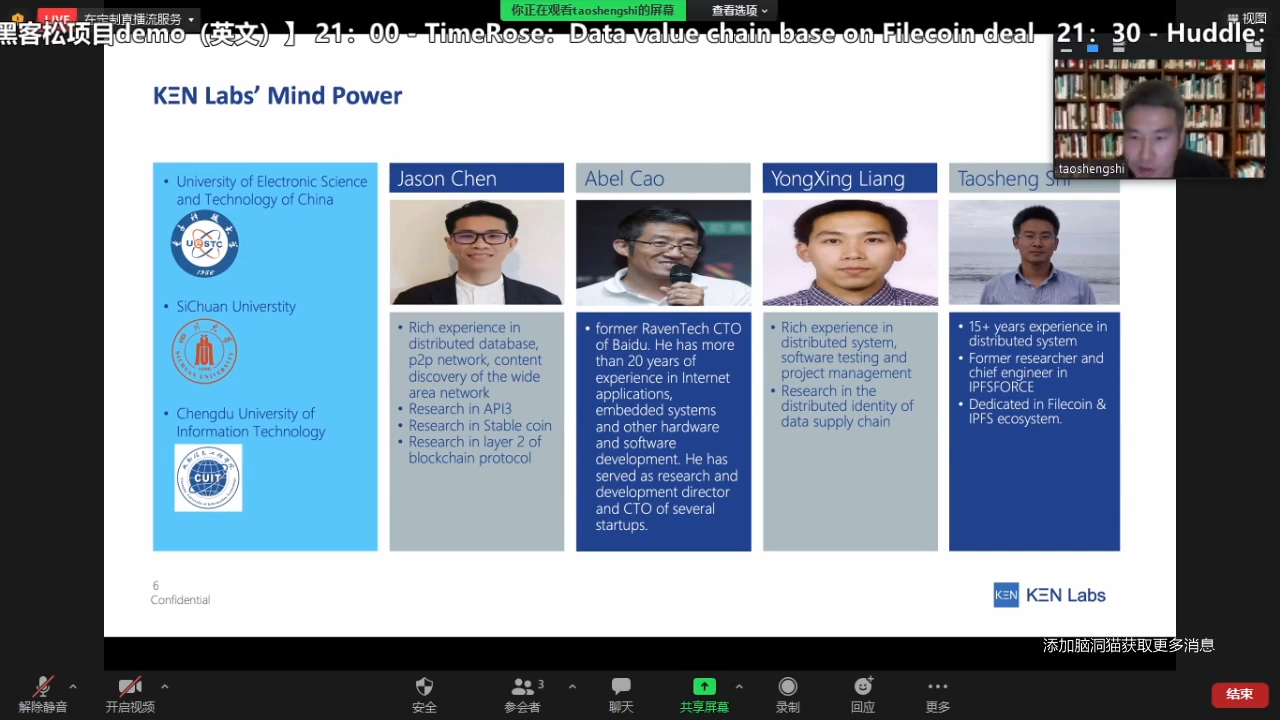 LIVE 在定制直播流服务
你正在观看taoshengshi的屏幕
查看选项
视图
黑客松项目demo（英文）】 21：00 - TimeRose：Data value chain base on Filecoin deal 21：30 - Huddle：
KΞN Labs’ Mind Power
taoshengshi
• University of Electronic Science
and Technology of China
UESTC
1956
• SiChuan Universtity
SICHUAN UNIVERSITY
• Chengdu University of
Information Technology
CUIT
Jason Chen
• Rich experience in
distributed database,
p2p network, content
discovery of the wide
area network
• Research in API3
• Research in Stable coin
• Research in layer 2 of
blockchain protocol
Abel Cao
• former RavenTech CTO
of Baidu. He has more
than 20 years of
experience in Internet
applications,
embedded systems
and other hardware
and software
development. He has
served as research and
development director
and CTO of several
startups.
YongXing Liang
• Rich experience in
distributed system,
software testing and
project management
• Research in the
distributed identity of
data supply chain
Taosheng Shi
• 15+ years experience in
distributed system
• Former researcher and
chief engineer in
IPFSFORCE
• Dedicated in Filecoin &
IPFS ecosystem.
6
Confidential
KΞN KΞN Labs
添加脑洞猫获取更多消息
解除静音
开启视频
安全
3
参会者
聊天
共享屏幕
录制
回应
更多
结束